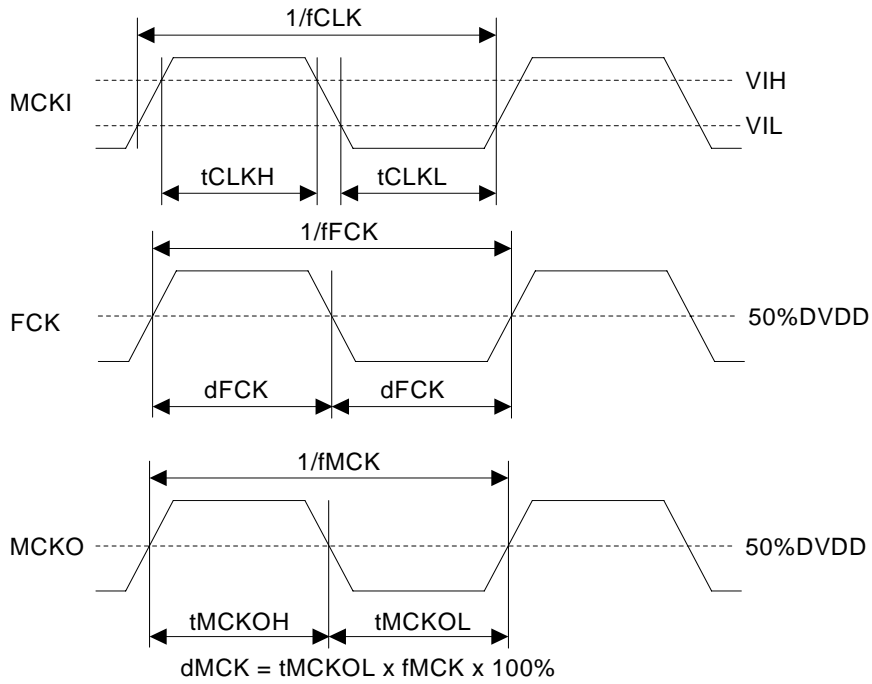 1/fCLK
MCKI
VIH
VIL
tCLKH
tCLKL
1/fFCK
FCK
50%DVDD
dFCK
dFCK
1/fMCK
MCKO
50%DVDD
tMCKOH
tMCKOL
dMCK = tMCKOL x fMCK x 100%